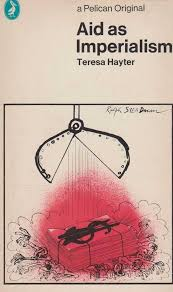 a Pelican Original
Aid as
Imperialism
Teresa Hayter
Ralph STEADman